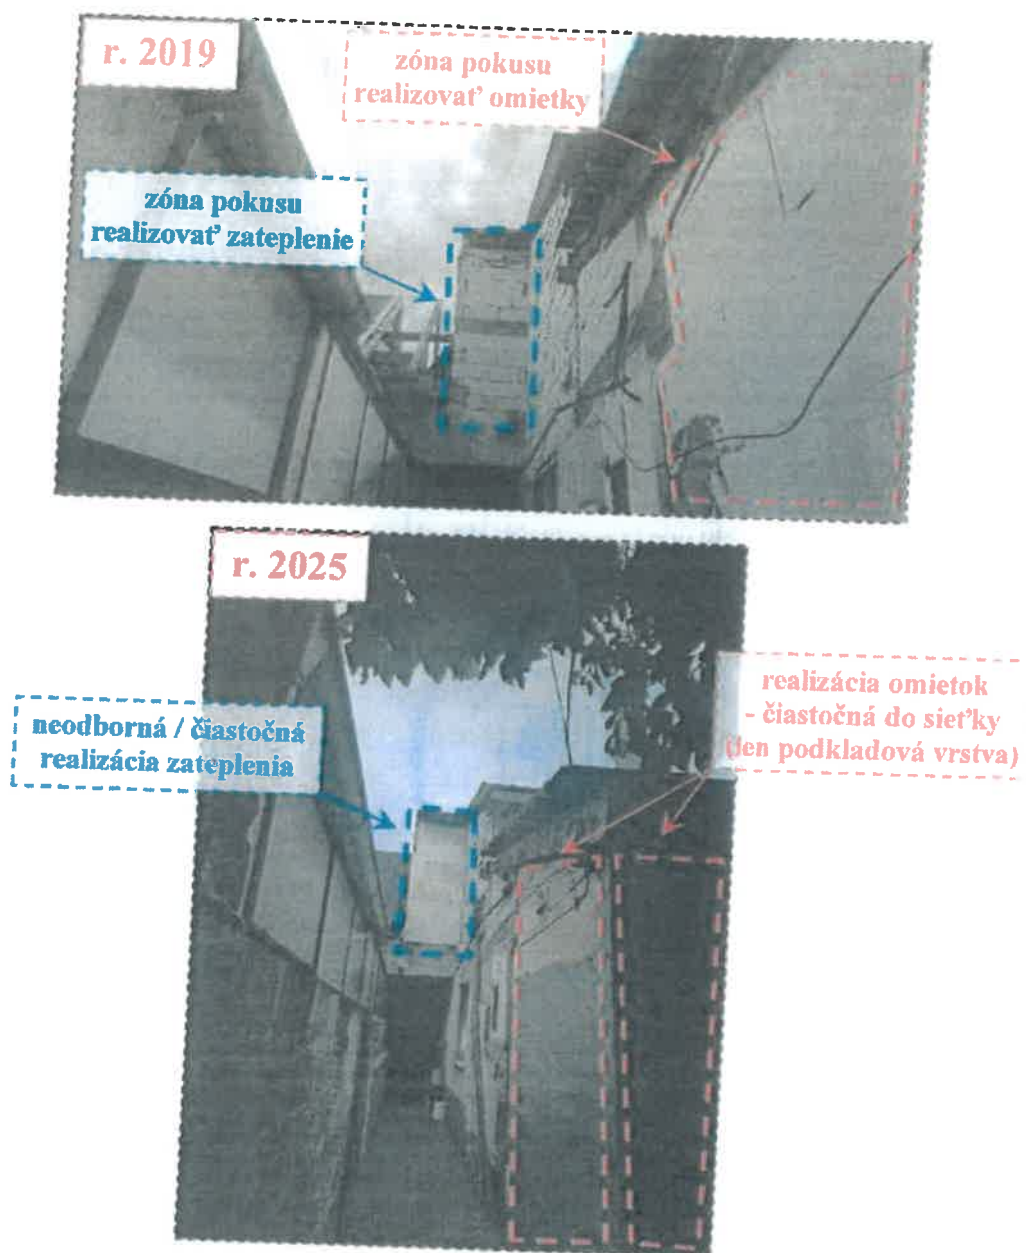 r. 2019
zóna pokusu
realizovať omietky
zóna pokusu
realizovať zateplenie
r. 2025
neodborná / čiastočná
realizácia zateplenia
realizácia omietok
- čiastočná do sieťky
(len podkladová vrstva)